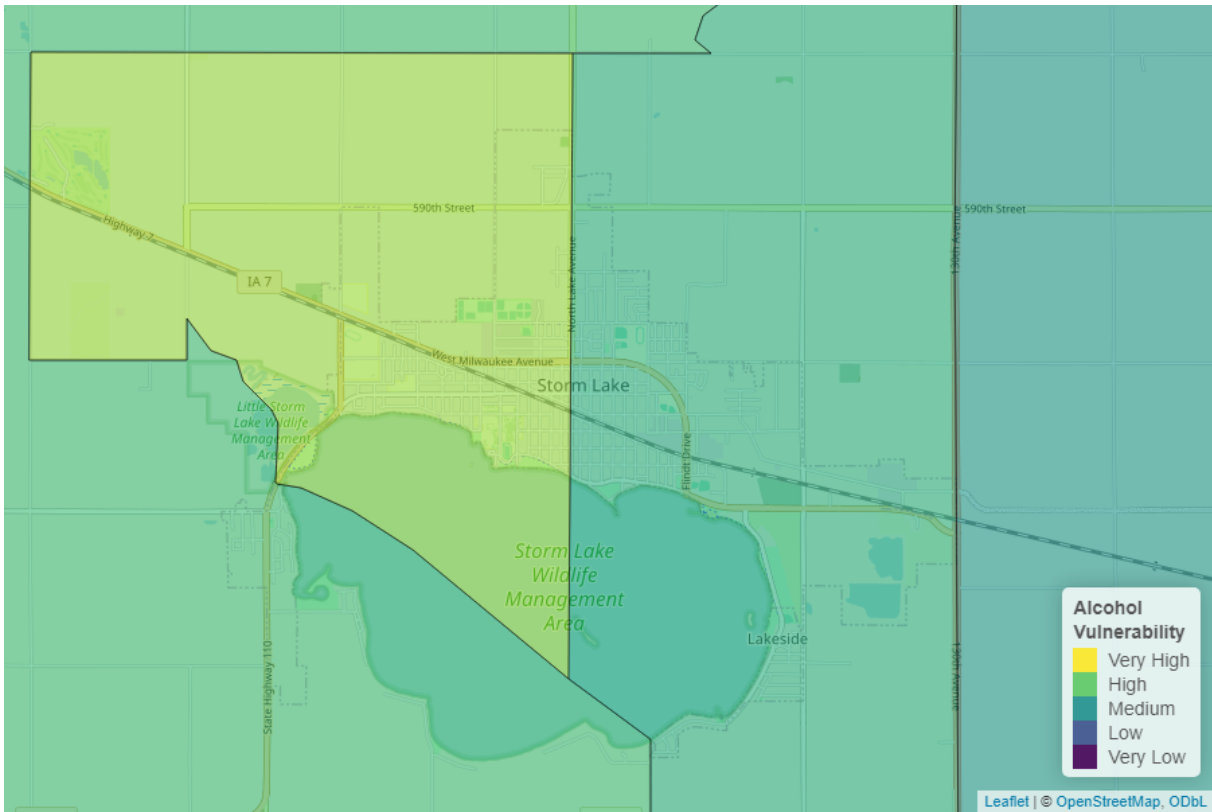 590th Street
590th Street
130th Avenue
North Lake Avenue
Highway 7
IA 7
West Milwaukee Avenue
Storm Lake
Little Storm
Lake Wildlife
Management
Area
Flindt Drive
Storm Lake
Wildlife
Management
Area
Lakeside
State Highway 110
130th Avenue
Alcohol
Vulnerability
Very High
High
Medium
Low
Very Low
Leaflet | © OpenStreetMap, ODbL